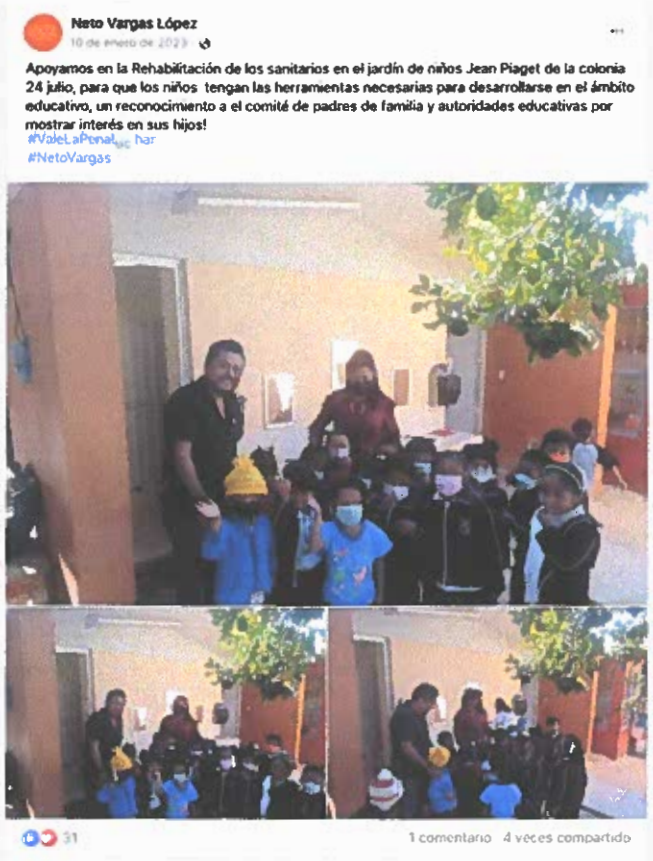 Neto Vargas López
10 de enero de 2023
Apoyamos en la Rehabilitación de los sanitarios en el jardín de niños Jean Piaget de la colonia
24 julio, para que los niños tengan las herramientas necesarias para desarrollarse en el ámbito
educativo, un reconocimiento a el comité de padres de familia y autoridades educativas por
mostrar interés en sus hijos!
#ValeLaPenaL har
#NetoVargas
31
1 comentario 4 veces compartido